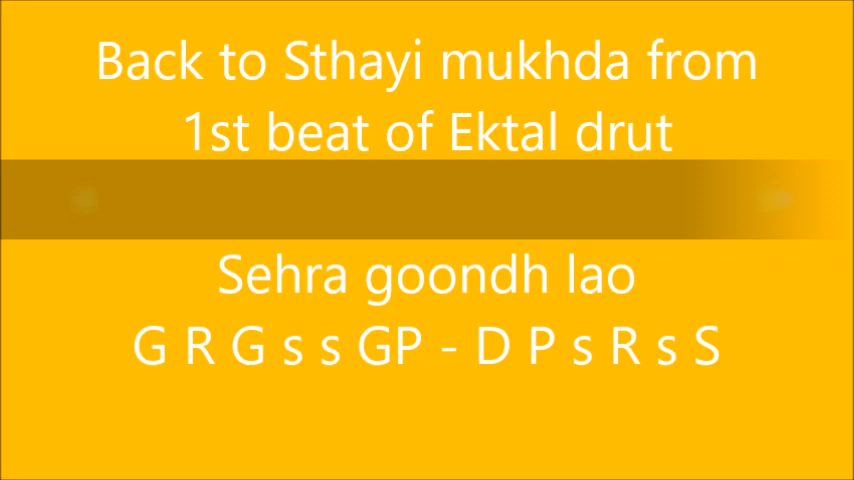 Back to Sthayi mukhda from
1st beat of Ektal drut
Sehra goondh lao
G R G s s GP - D P s R s S